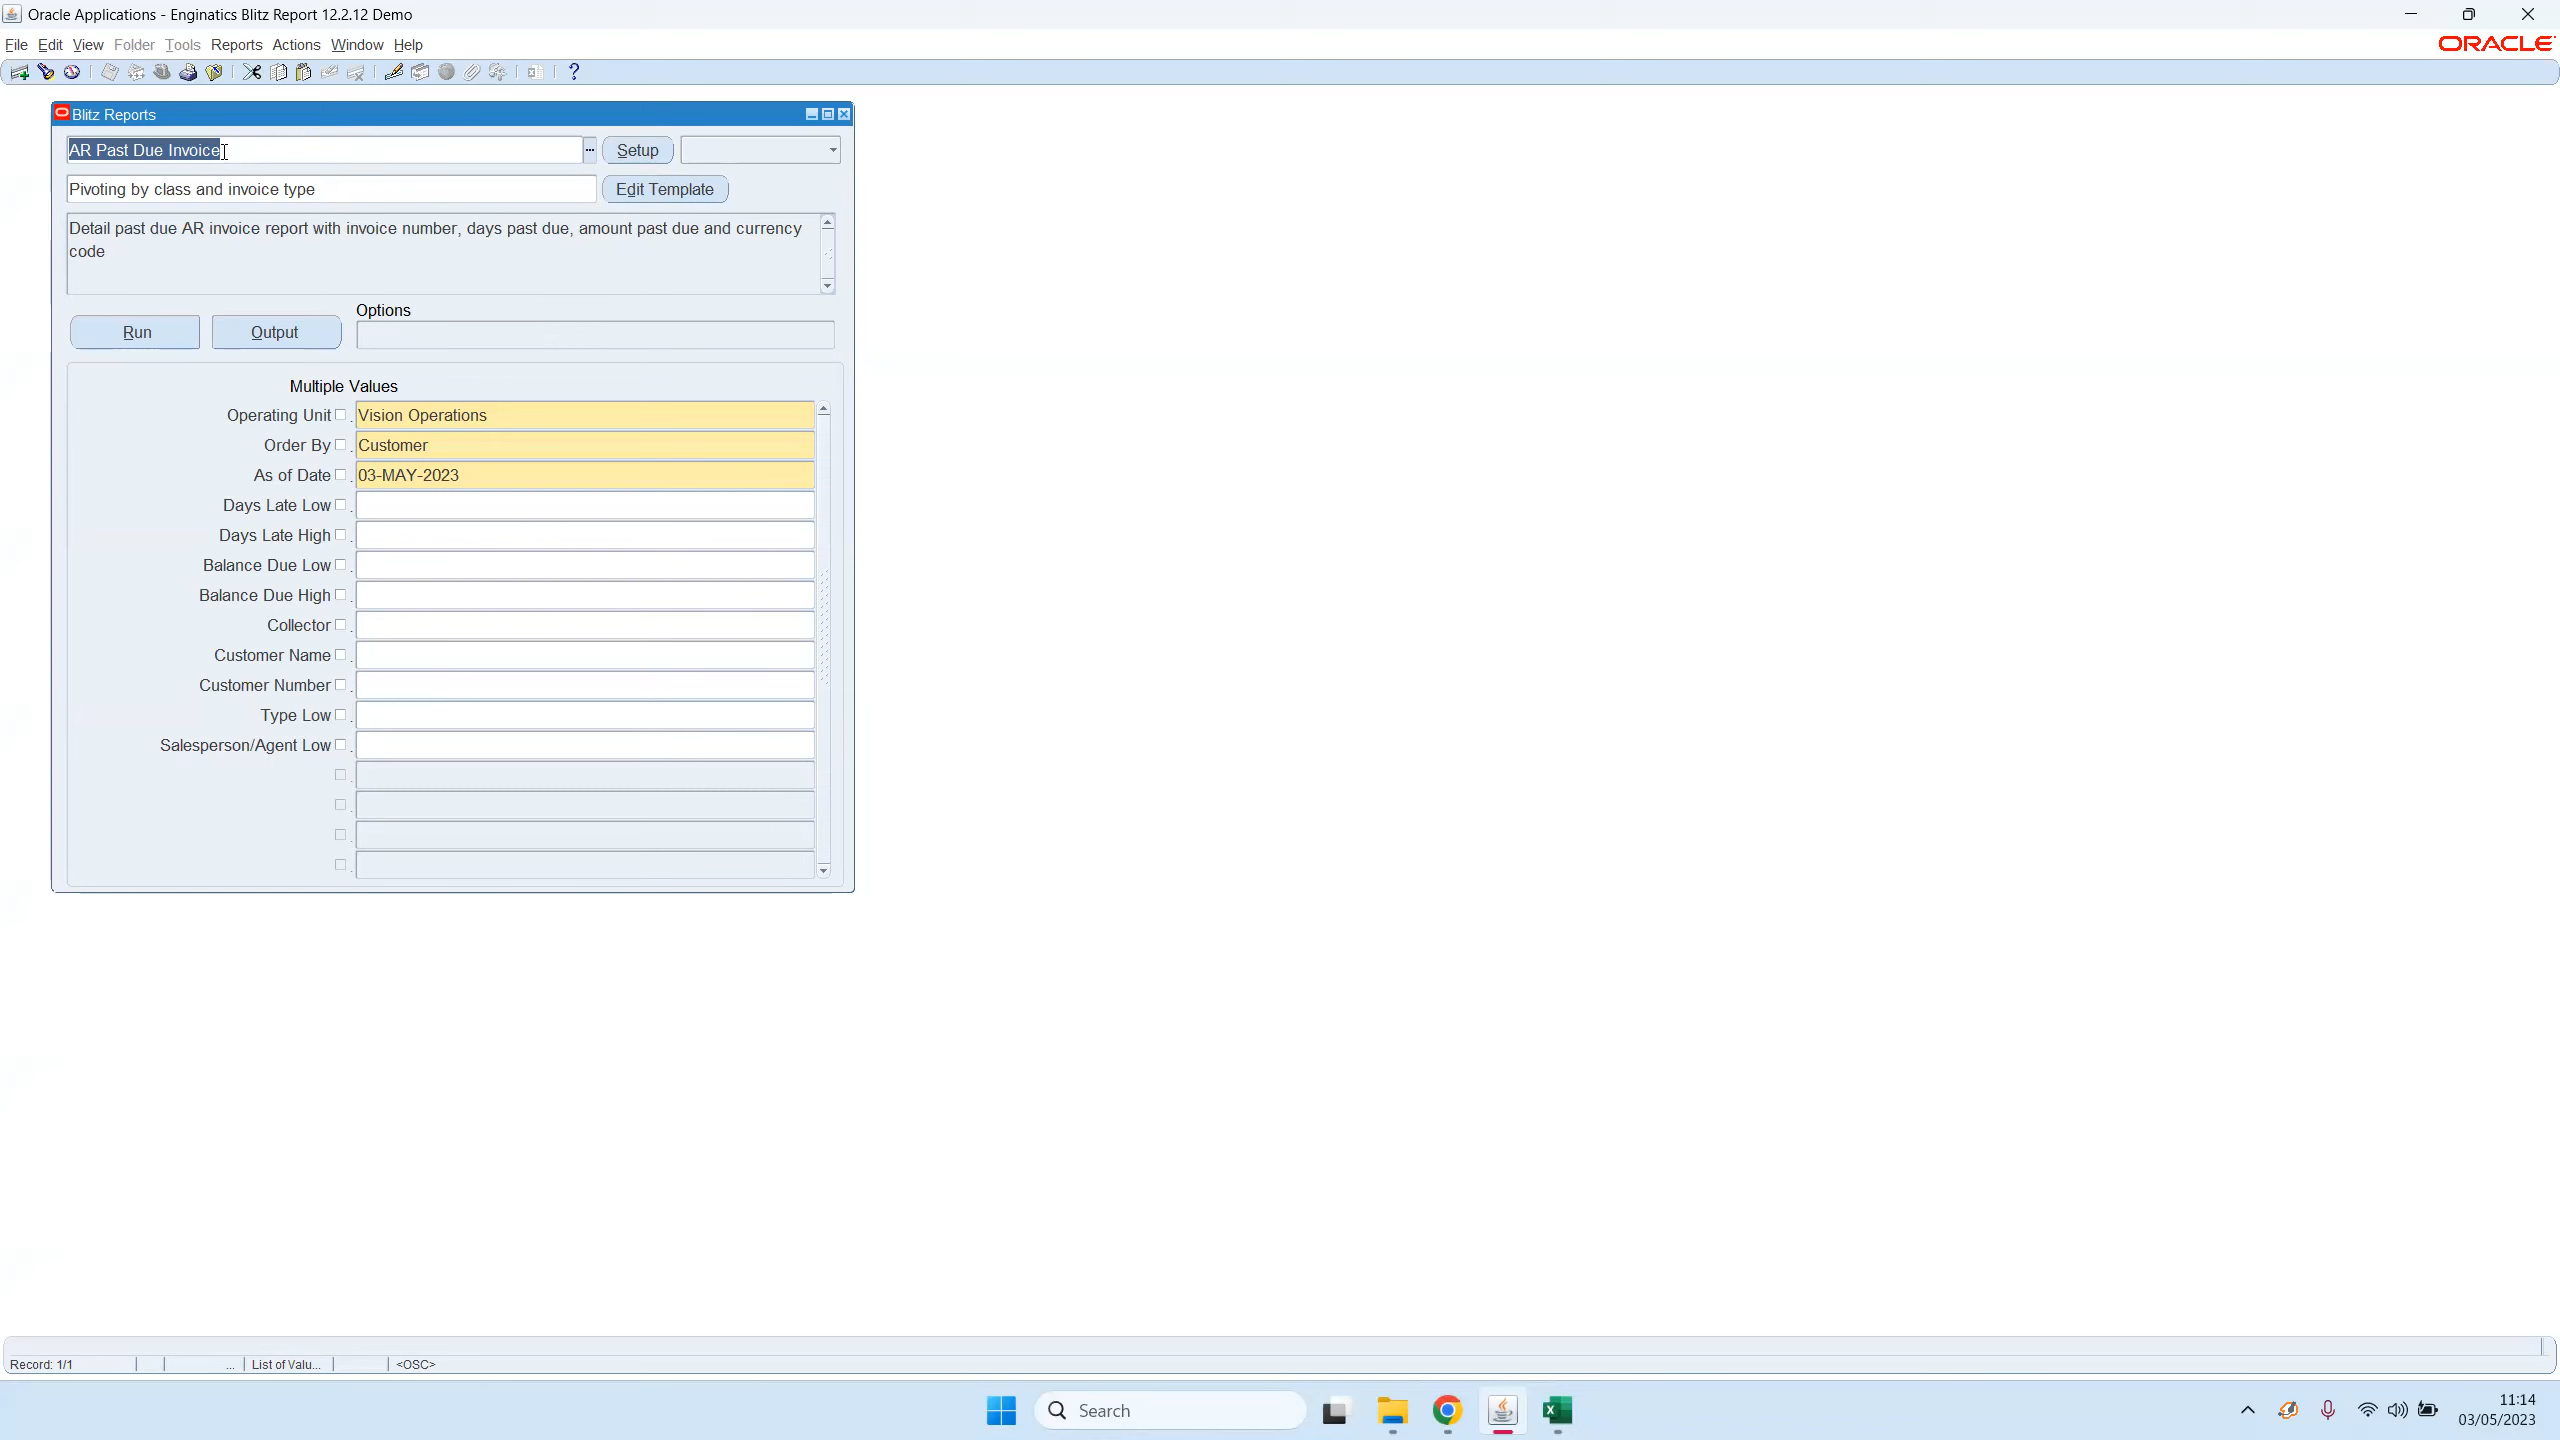 Oracle Applications - Enginatics Blitz Report 12.2.12 Demo
File Edit View Folder Tools Reports Actions Window Help
ORACLE
Blitz Reports
AR Past Due Invoice
Setup
Pivoting by class and invoice type
Edit Template
Detail past due AR invoice report with invoice number, days past due, amount past due and currency
code
Options
Run
Output
Multiple Values
Operating Unit Vision Operations
Order By Customer
As of Date 03-MAY-2023
Days Late Low
Days Late High
Balance Due Low
Balance Due High
Collector
Customer Name
Customer Number
Type Low
Salesperson/Agent Low
Record: 1/1 ... List of Valu... <OSC>
Search
11:14
03/05/2023